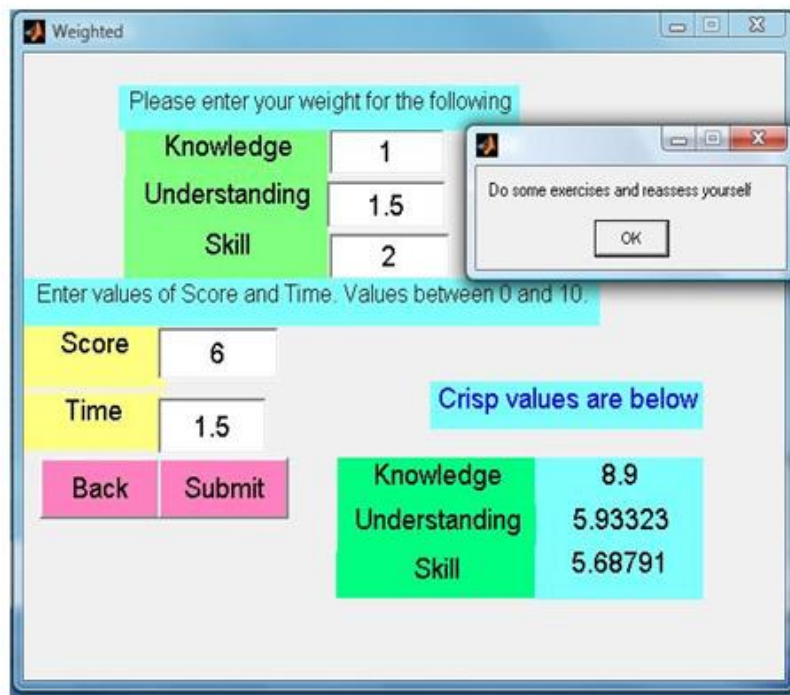 Weighted
Please enter your weight for the following
Knowledge 1
Understanding 1.5
Skill 2
Do some exercises and reassess yourself
OK
Enter values of Score and Time. Values between 0 and 10.
Score 6
Time 1.5
Back Submit
Crisp values are below
Knowledge 8.9
Understanding 5.93323
Skill 5.68791